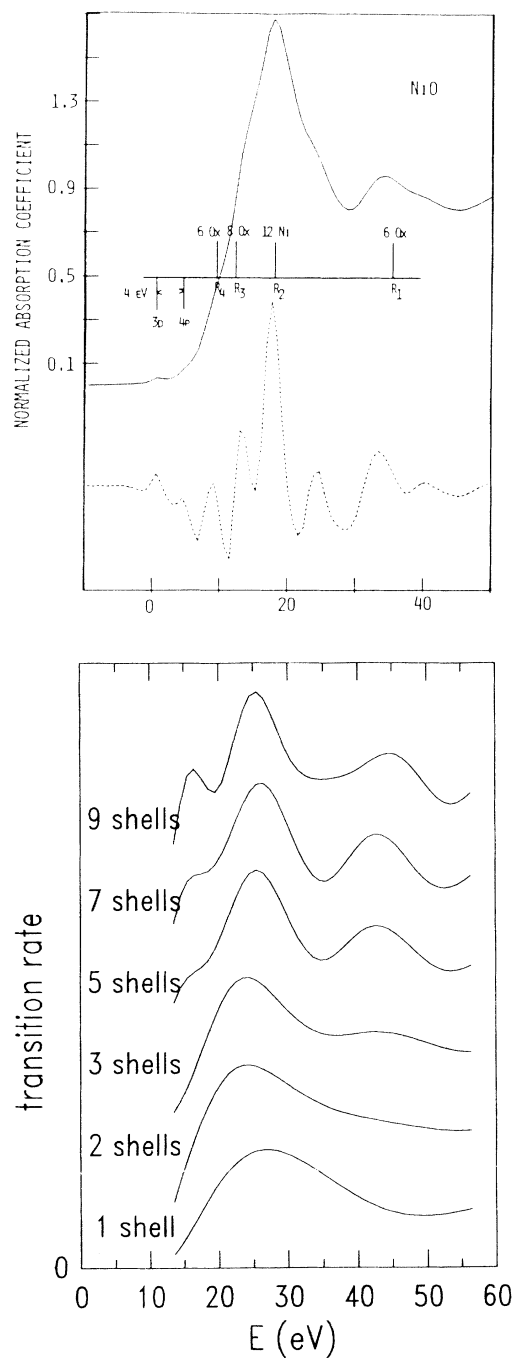 NiO
NORMALIZED ABSORPTION COEFFICIENT
1.3
0.9
0.5
0.1
6 Ox 8 Ox 12 Ni 6 Ox
4 EV
R4 R3 R2 R1
3D 4P
0 20 40
transition rate
9 shells
7 shells
5 shells
3 shells
2 shells
1 shell
0
0 10 20 30 40 50 60
E (eV)